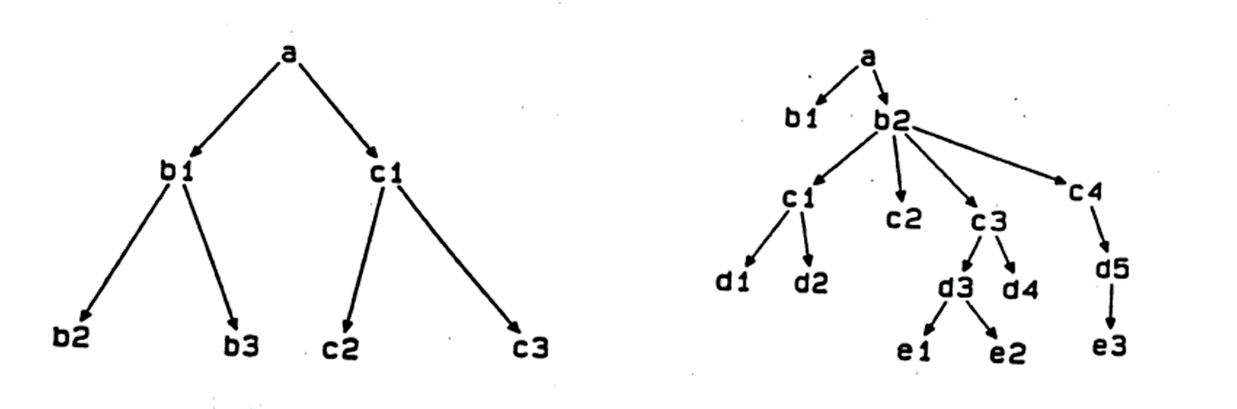 a
b1 c1
b2 b3 c2 c3
a
b1 b2
c1 c2 c3 c4
d1 d2 d3 d4 d5
e1 e2 e3